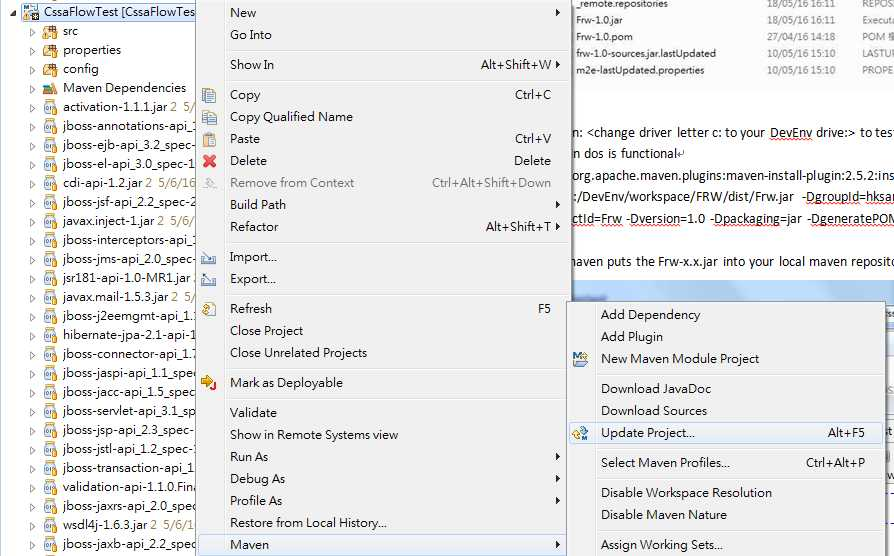 CssaFlowTest [CssaFlowTes
src
properties
config
Maven Dependencies
activation-1.1.1.jar 2 5/
jboss-annotations-api_
jboss-ejb-api_3.2_spec-
jboss-el-api_3.0_spec-1
cdi-api-1.2.jar 2 5/6/16
jboss-jsf-api_2.2_spec-2
javax.inject-1.jar 2 5/6/
jboss-interceptors-api_1
jboss-jms-api_2.0_spec-
jsr181-api-1.0-MR1.jar
javax.mail-1.5.3.jar 2
jboss-j2eemgmt-api_1.
hibernate-jpa-2.1-api-1
jboss-connector-api_1.7
jboss-jaspi-api_1.1_spec
jboss-jacc-api_1.5_spec
jboss-servlet-api_3.1_sp
jboss-jsp-api_2.3_spec-
jboss-jstl-api_1.2_spec-1
jboss-transaction-api_1
validation-api-1.1.0.Fina
jboss-jaxrs-api_2.0_spec
wsdl4j-1.6.3.jar 2 5/6/16
jboss-jaxb-api_2.2_spec
New
Go Into
Show In Alt+Shift+W
Copy Ctrl+C
Copy Qualified Name
Paste Ctrl+V
Delete Delete
Remove from Context Ctrl+Alt+Shift+Down
Build Path
Refactor Alt+Shift+T
Import...
Export...
Refresh F5
Close Project
Close Unrelated Projects
Mark as Deployable
Validate
Show in Remote Systems view
Run As
Debug As
Profile As
Restore from Local History...
Maven
_remote.repositories 18/05/16 16:11 REPOS
Frw-1.0.jar 18/05/16 16:11 Execut
Frw-1.0.pom 27/04/16 14:18 POM
frw-1.0-sources.jar.lastUpdated 10/05/16 15:10 LASTU
m2e-lastUpdated.properties 10/05/16 15:10 PROPE
n: <change driver letter c: to your DevEnv drive:> to test
n dos is functional
org.apache.maven.plugins:maven-install-plugin:2.5.2:ins
:/DevEnv/workspace/FRW/dist/Frw.jar -DgroupId=hksar
ctId=Frw -Dversion=1.0 -Dpackaging=jar -DgeneratePOM
maven puts the Frw-x.x.jar into your local maven reposito
Add Dependency
Add Plugin
New Maven Module Project
Download JavaDoc
Download Sources
Update Project... Alt+F5
Select Maven Profiles... Ctrl+Alt+P
Disable Workspace Resolution
Disable Maven Nature
Assign Working Sets...